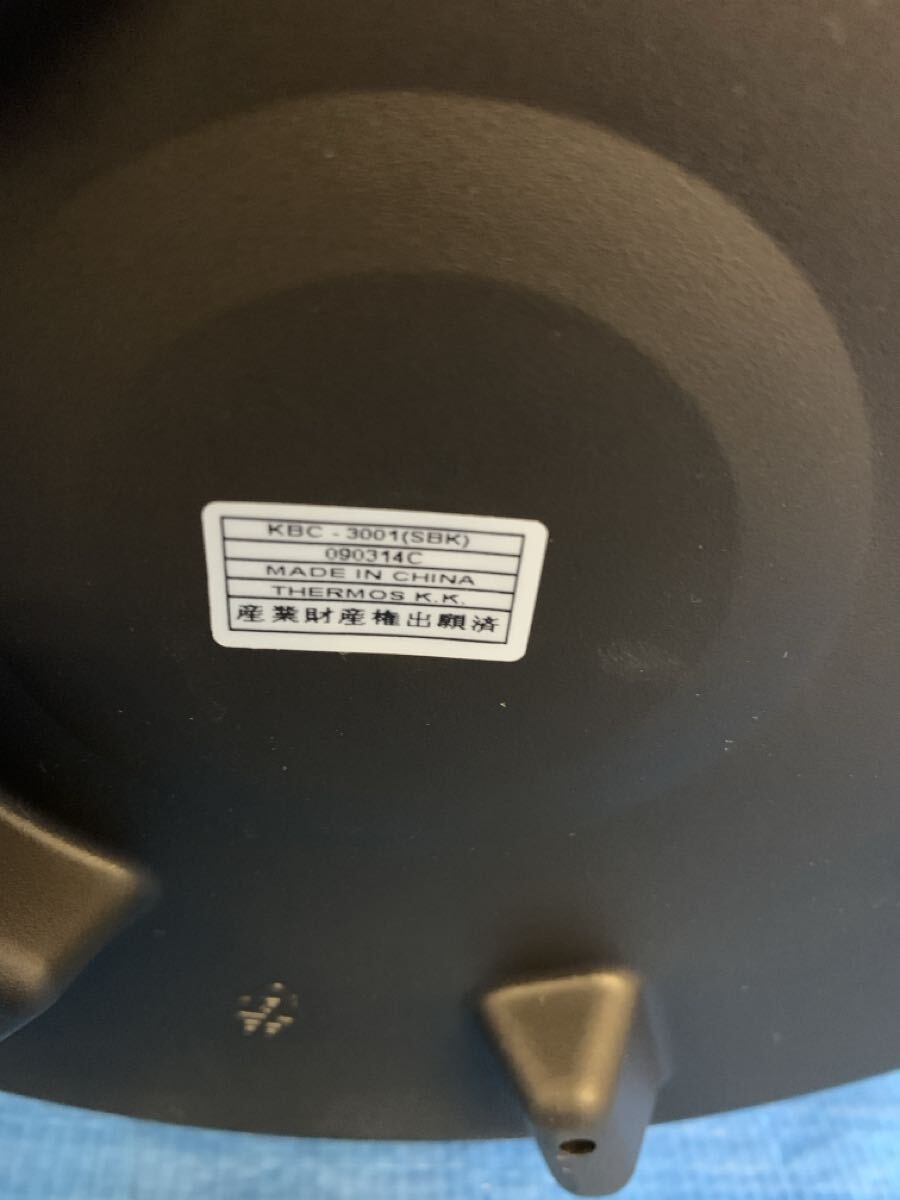 KBC - 3001(SBK)
090314C
MADE IN CHINA
THERMOS K.K.
産業財産権出願済